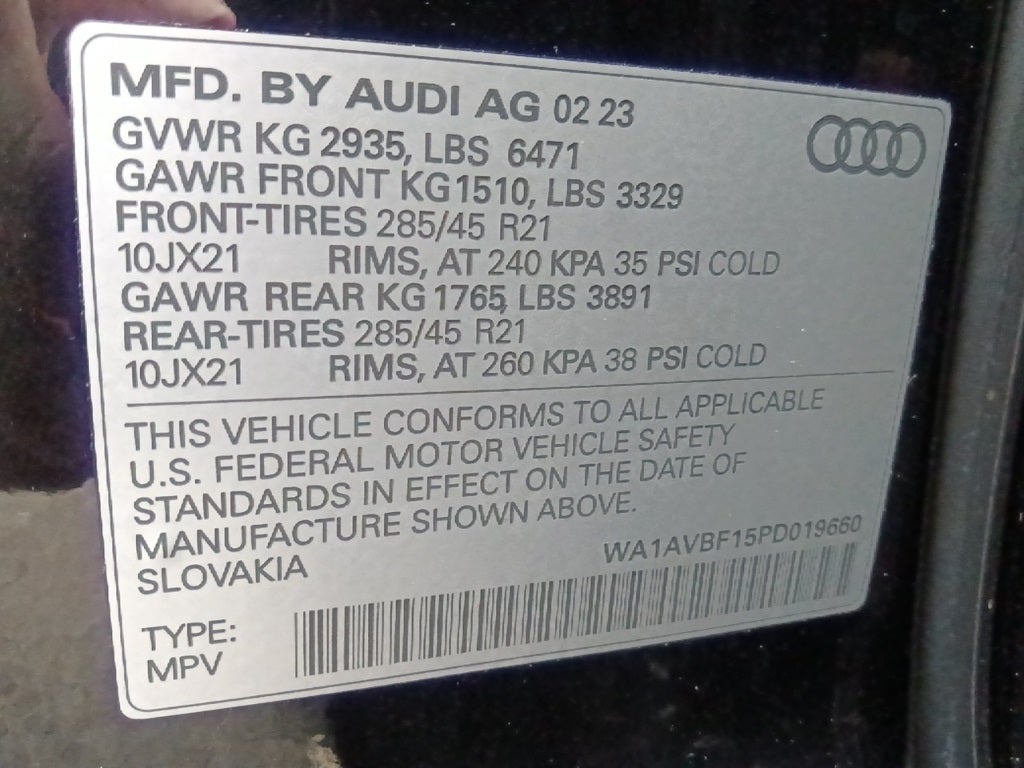 MFD. BY AUDI AG 02 23
GVWR KG 2935, LBS 6471
GAWR FRONT KG 1510, LBS 3329
FRONT-TIRES 285/45 R21
10JX21 RIMS, AT 240 KPA 35 PSI COLD
GAWR REAR KG 1765, LBS 3891
REAR-TIRES 285/45 R21
10JX21 RIMS, AT 260 KPA 38 PSI COLD
THIS VEHICLE CONFORMS TO ALL APPLICABLE
U.S. FEDERAL MOTOR VEHICLE SAFETY
STANDARDS IN EFFECT ON THE DATE OF
MANUFACTURE SHOWN ABOVE.
SLOVAKIA
WA1AVBF15PD019660
TYPE:
MPV